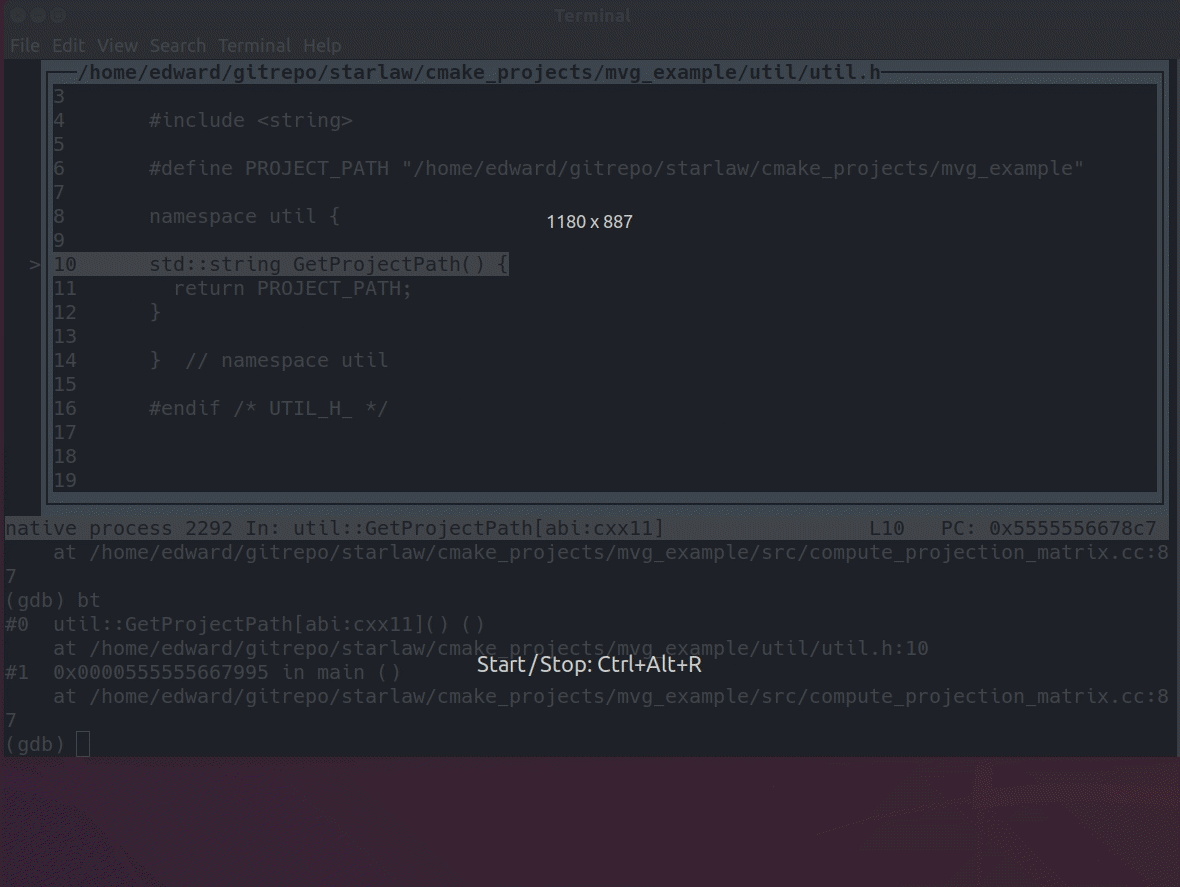 Terminal
File Edit View Search Terminal Help
/home/edward/gitrepo/starlaw/cmake_projects/mvg_example/util/util.h
3
4 #include <string>
5
6 #define PROJECT_PATH "/home/edward/gitrepo/starlaw/cmake_projects/mvg_example"
7
8 namespace util {
1180 x 887
9
> 10 std::string GetProjectPath() {
11 return PROJECT_PATH;
12 }
13
14 } // namespace util
15
16 #endif /* UTIL_H_ */
17
18
19
native process 2292 In: util::GetProjectPath[abi:cxx11] L10 PC: 0x5555556678c7
at /home/edward/gitrepo/starlaw/cmake_projects/mvg_example/src/compute_projection_matrix.cc:8
7
(gdb) bt
#0 util::GetProjectPath[abi:cxx11]() ()
at /home/edward/gitrepo/starlaw/cmake_projects/mvg_example/util/util.h:10
Start/Stop: Ctrl+Alt+R
#1 0x0000555555667995 in main ()
at /home/edward/gitrepo/starlaw/cmake_projects/mvg_example/src/compute_projection_matrix.cc:8
7
(gdb)